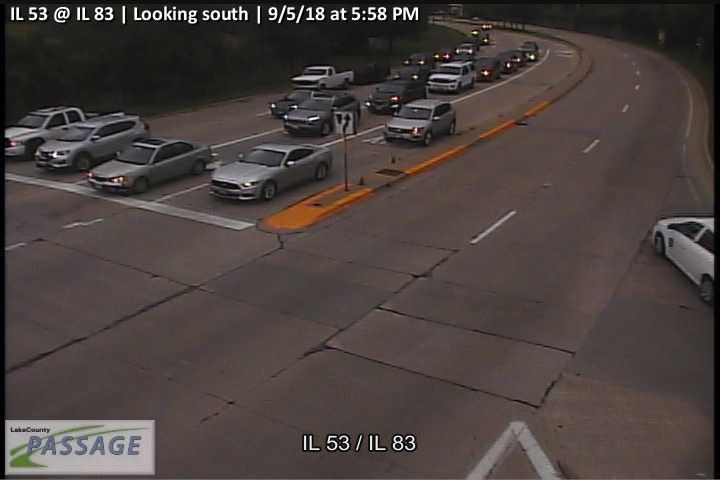 IL 53 @ IL 83 | Looking south | 9/5/18 at 5:58 PM
LakeCounty
PASSAGE
IL 53 / IL 83